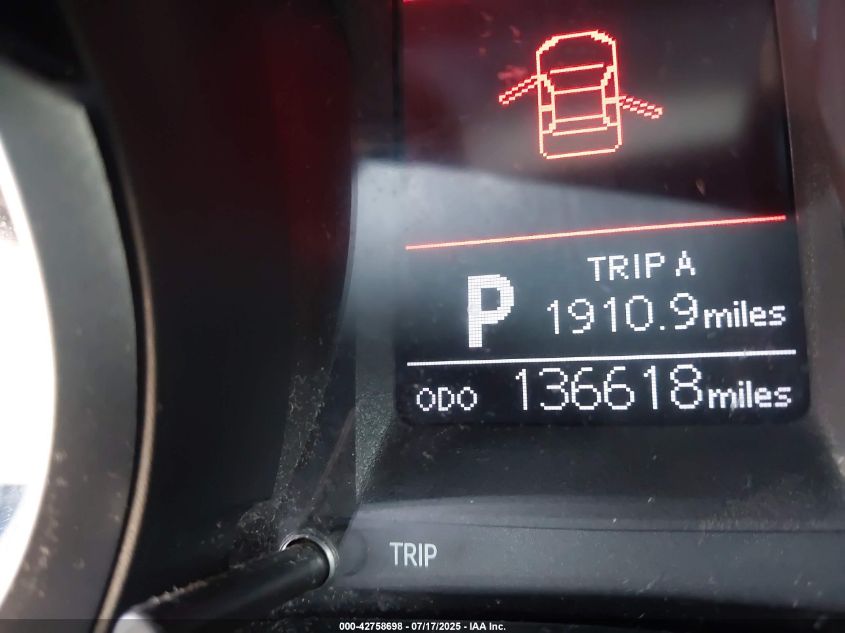 TRIP A
P
1910.9miles
ODO 136618miles
TRIP
000-42758698 - 07/17/2025 - IAA Inc.